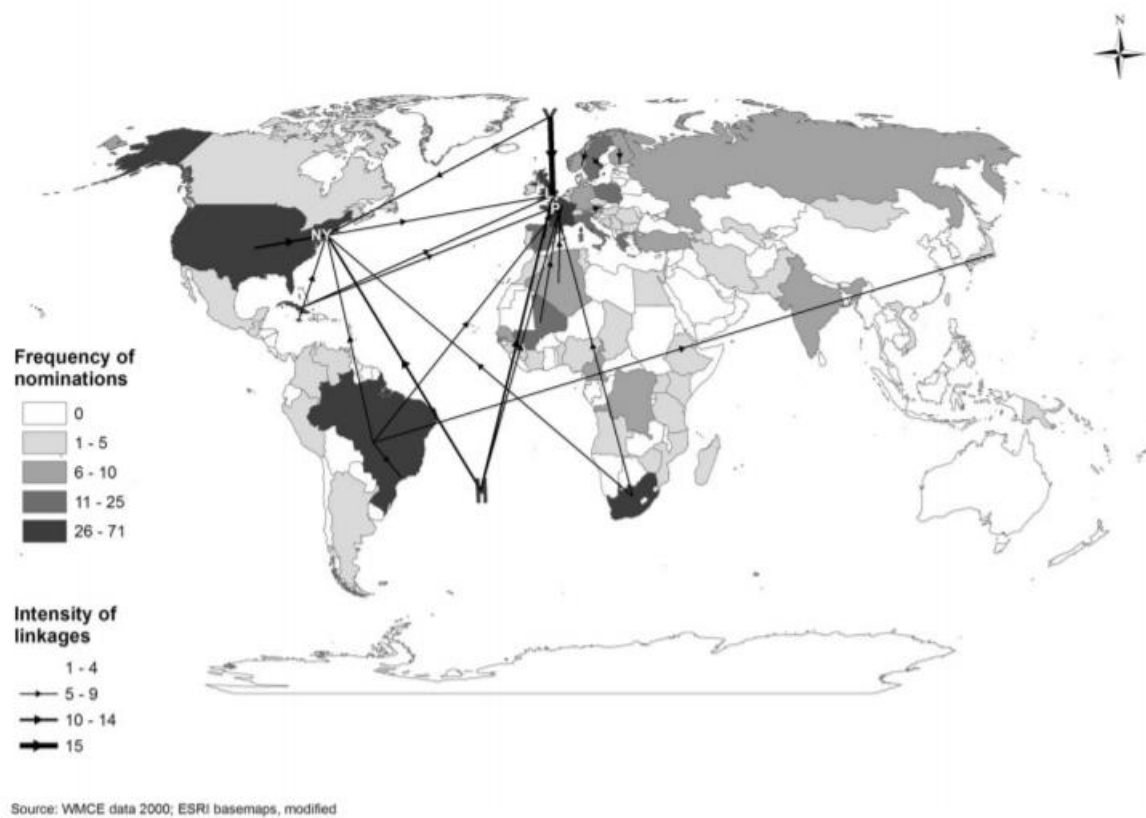 N
NY
P
Y
H
Frequency of
nominations
0
1 - 5
6 - 10
11 - 25
26 - 71
Intensity of
linkages
1 - 4
5 - 9
10 - 14
15
Source: WMCE data 2000; ESRI basemaps, modified